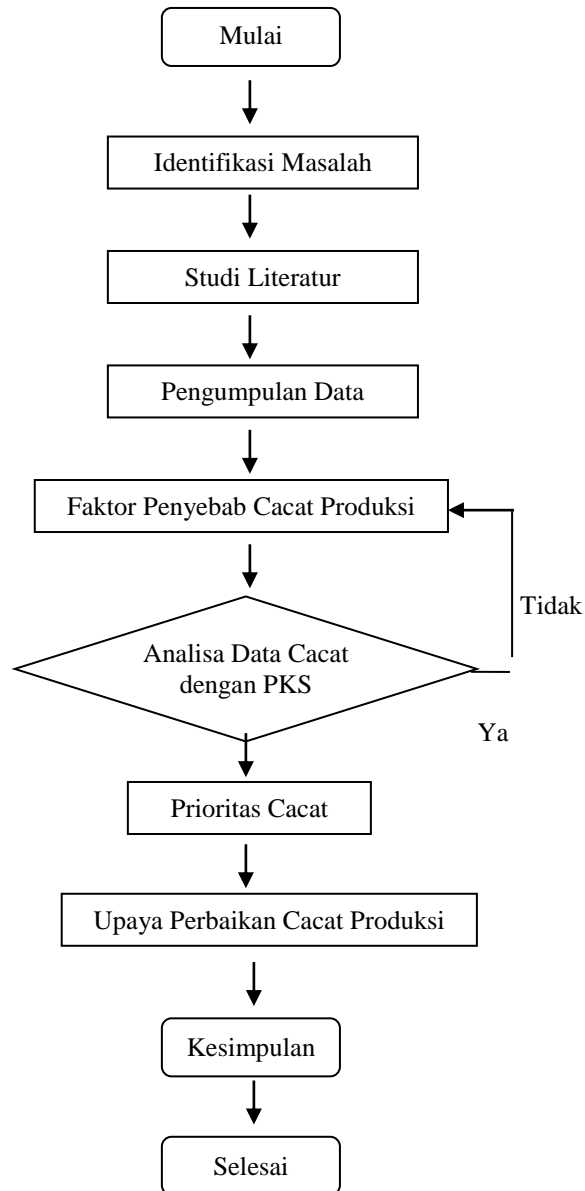 Mulai
Identifikasi Masalah
Studi Literatur
Pengumpulan Data
Faktor Penyebab Cacat Produksi
Tidak
Analisa Data Cacat
dengan PKS
Ya
Prioritas Cacat
Upaya Perbaikan Cacat Produksi
Kesimpulan
Selesai